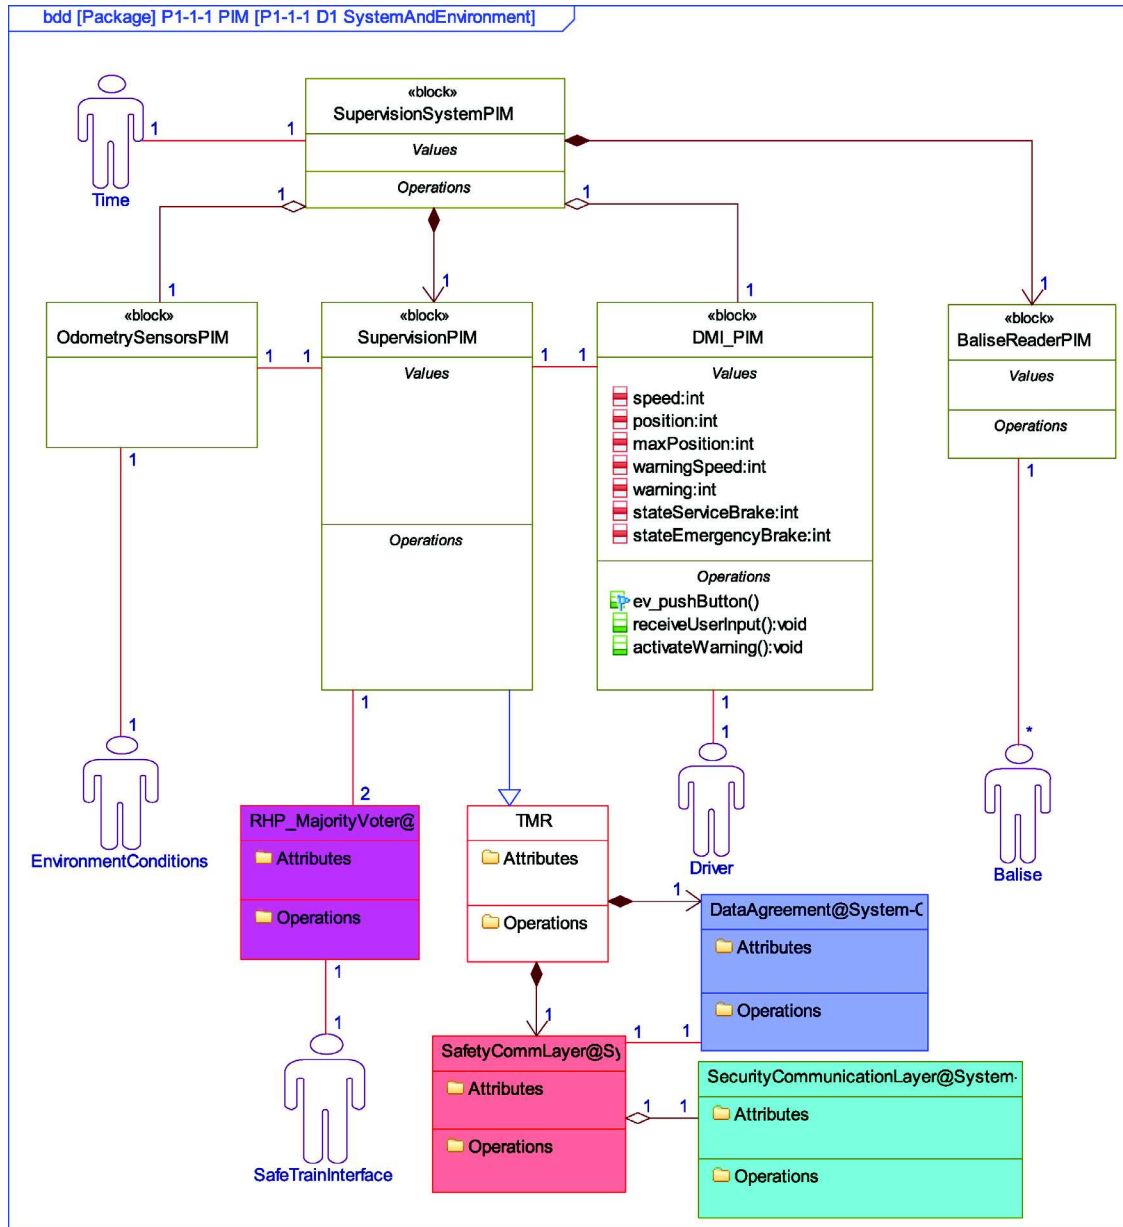 bdd [Package] P1-1-1 PIM [P1-1-1 D1 SystemAndEnvironment]
«block»
SupervisionSystemPIM
Values
Operations
1
1
Time
1
1
1
1
1
1
«block»
OdometrySensorsPIM
«block»
SupervisionPIM
Values
Operations
«block»
DMI_PIM
Values
speed:int
position:int
maxPosition:int
warningSpeed:int
warning:int
stateServiceBrake:int
stateEmergencyBrake:int
Operations
ev_pushButton()
receiveUserInput():void
activateWarning():void
«block»
BaliseReaderPIM
Values
Operations
1
1
1
1
1
1
1
1
1
1
*
2
EnvironmentConditions
Driver
Balise
RHP_MajorityVoter@
Attributes
Operations
TMR
Attributes
Operations
1
DataAgreement@System-C
Attributes
Operations
1
1
SafeTrainInterface
1
SafetyCommLayer@Sy
Attributes
Operations
1
1
1
1
SecurityCommunicationLayer@System-
Attributes
Operations